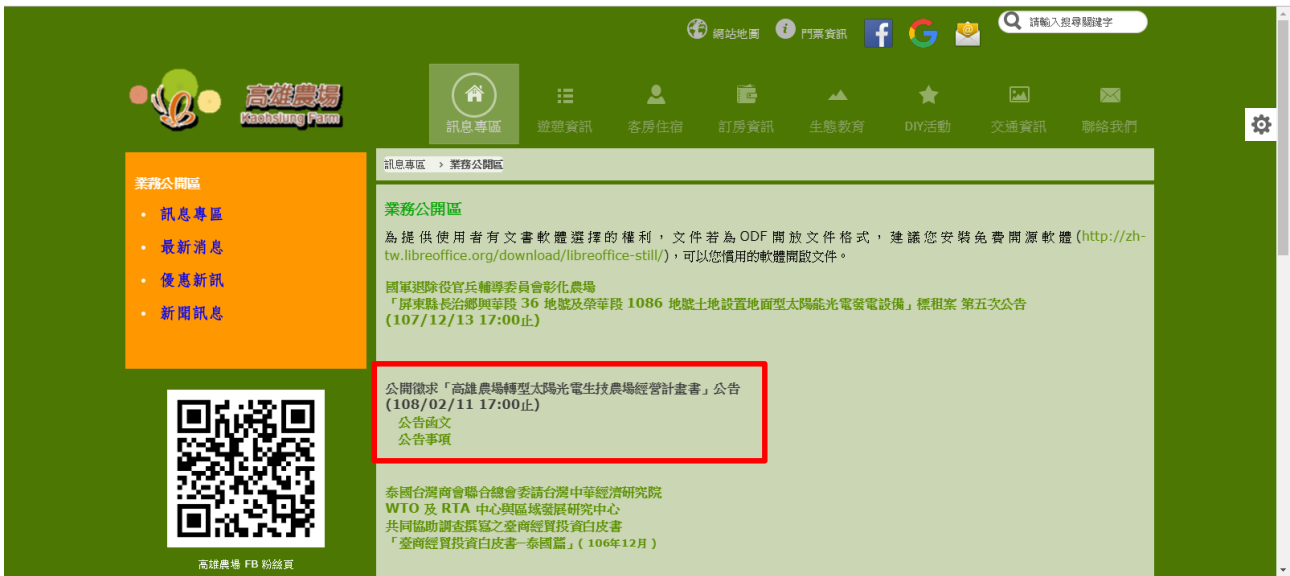 網站地圖 門票資訊 請輸入搜尋關鍵字
高雄農場
Kaohsiung Farm
訊息專區 遊憩資訊 客房住宿 訂房資訊 生態教育 DIY活動 交通資訊 聯絡我們
業務公開區
• 訊息專區
• 最新消息
• 優惠新訊
• 新聞訊息
高雄農場 FB 粉絲頁
訊息專區 › 業務公開區
業務公開區
為提供使用者有文書軟體選擇的權利，文件若為ODF開放文件格式，建議您安裝免費開源軟體(http://zh-
tw.libreoffice.org/download/libreoffice-still/)，可以您慣用的軟體開啟文件。
國軍退除役官兵輔導委員會彰化農場
「屏東縣長治鄉興華段 36 地號及榮華段 1086 地號土地設置地面型太陽能光電發電設備」標租案 第五次公告
(107/12/13 17:00止)
公開徵求「高雄農場轉型太陽光電生技農場經營計畫書」公告
(108/02/11 17:00止)
公告函文
公告事項
泰國台灣商會聯合總會委請台灣中華經濟研究院
WTO 及 RTA 中心與區域發展研究中心
共同協助調查撰寫之臺商經貿投資白皮書
「臺商經貿投資白皮書─泰國篇」( 106年12月 )